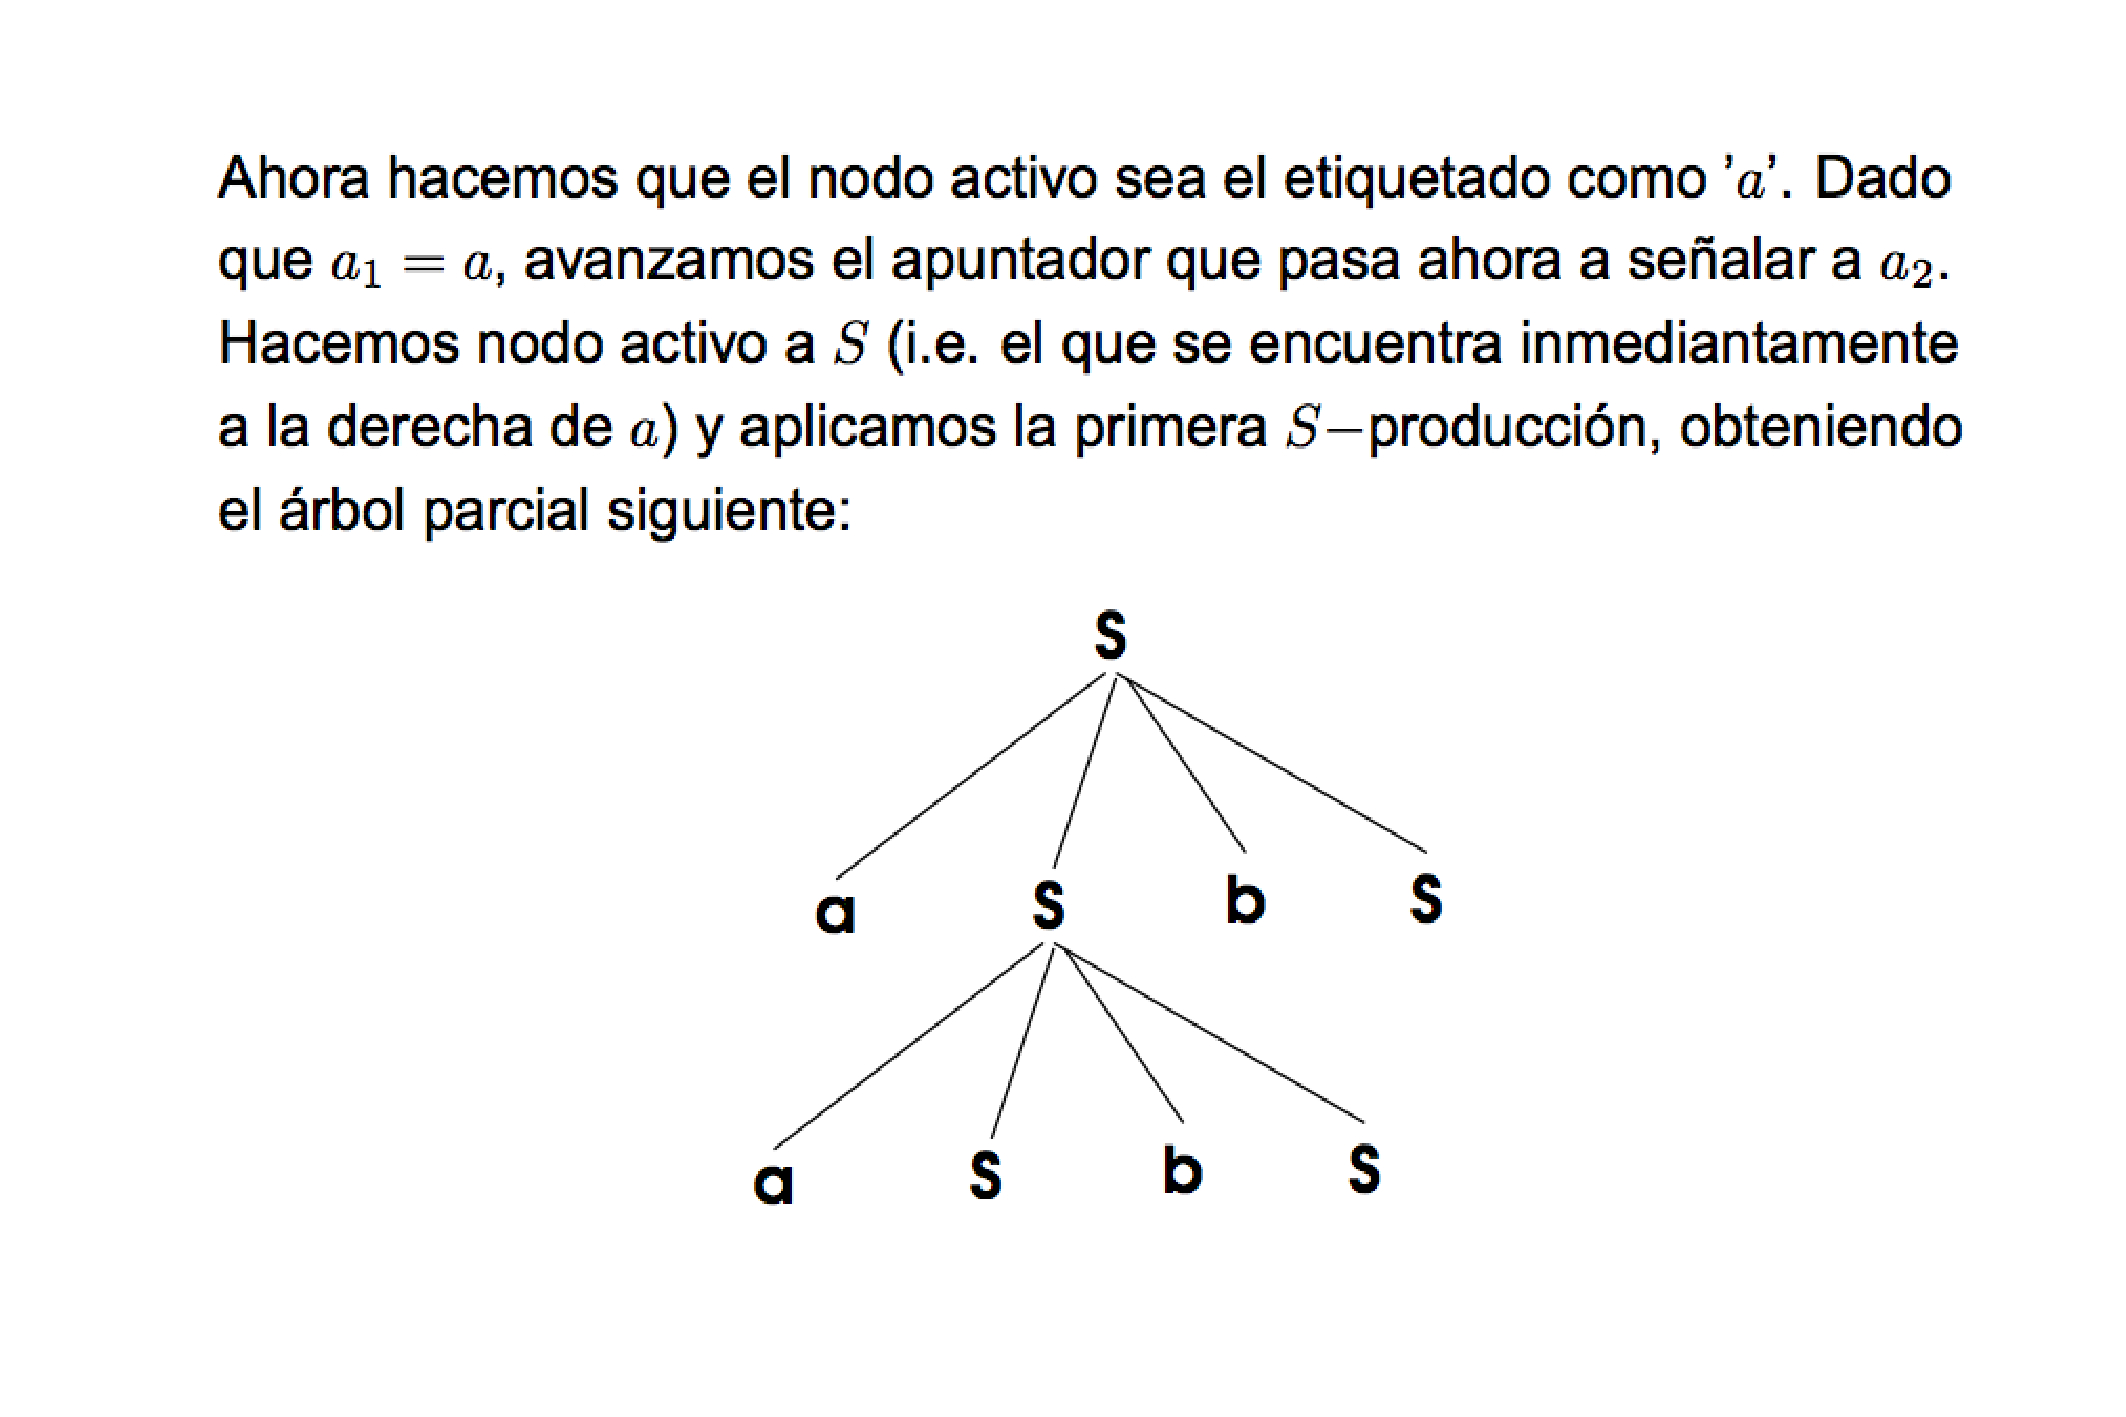 Ahora hacemos que el nodo activo sea el etiquetado como ’a’. Dado
que a₁ = a, avanzamos el apuntador que pasa ahora a señalar a a₂.
Hacemos nodo activo a S (i.e. el que se encuentra inmediantamente
a la derecha de a) y aplicamos la primera S−producción, obteniendo
el árbol parcial siguiente:
S
a S b S
a S b S